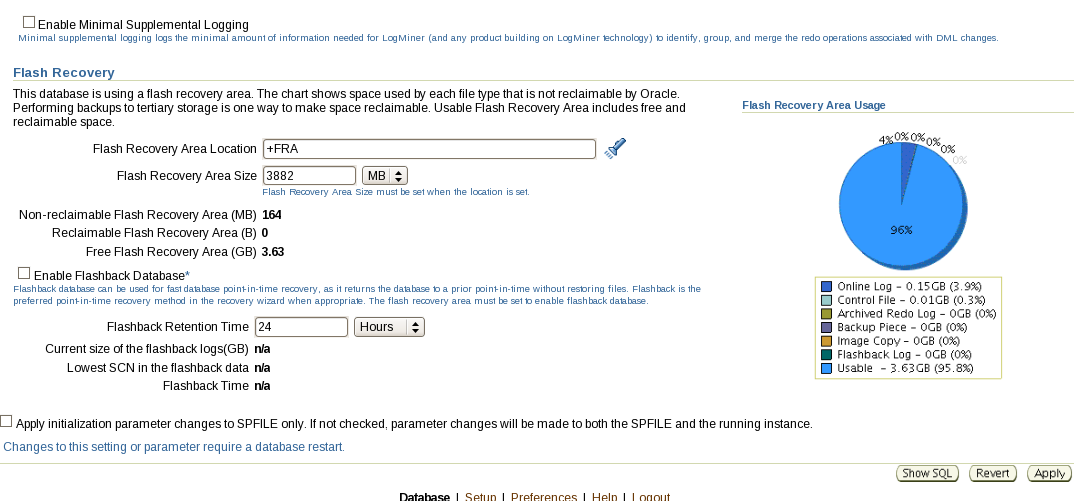 Enable Minimal Supplemental Logging
Minimal supplemental logging logs the minimal amount of information needed for LogMiner (and any product building on LogMiner technology) to identify, group, and merge the redo operations associated with DML changes.
Flash Recovery
This database is using a flash recovery area. The chart shows space used by each file type that is not reclaimable by Oracle.
Performing backups to tertiary storage is one way to make space reclaimable. Usable Flash Recovery Area includes free and
reclaimable space.
Flash Recovery Area Location +FRA
Flash Recovery Area Size 3882 MB
Flash Recovery Area Size must be set when the location is set.
Non-reclaimable Flash Recovery Area (MB) 164
Reclaimable Flash Recovery Area (B) 0
Free Flash Recovery Area (GB) 3.63
Enable Flashback Database*
Flashback database can be used for fast database point-in-time recovery, as it returns the database to a prior point-in-time without restoring files. Flashback is the
preferred point-in-time recovery method in the recovery wizard when appropriate. The flash recovery area must be set to enable flashback database.
Flashback Retention Time 24 Hours
Current size of the flashback logs(GB) n/a
Lowest SCN in the flashback data n/a
Flashback Time n/a
Flash Recovery Area Usage
4% 0% 0% 0% 0% 0%
96%
Online Log - 0.15GB (3.9%)
Control File - 0.01GB (0.3%)
Archived Redo Log - 0GB (0%)
Backup Piece - 0GB (0%)
Image Copy - 0GB (0%)
Flashback Log - 0GB (0%)
Usable - 3.63GB (95.8%)
Apply initialization parameter changes to SPFILE only. If not checked, parameter changes will be made to both the SPFILE and the running instance.
Changes to this setting or parameter require a database restart.
Show SQL Revert Apply
Database | Setup | Preferences | Help | Logout